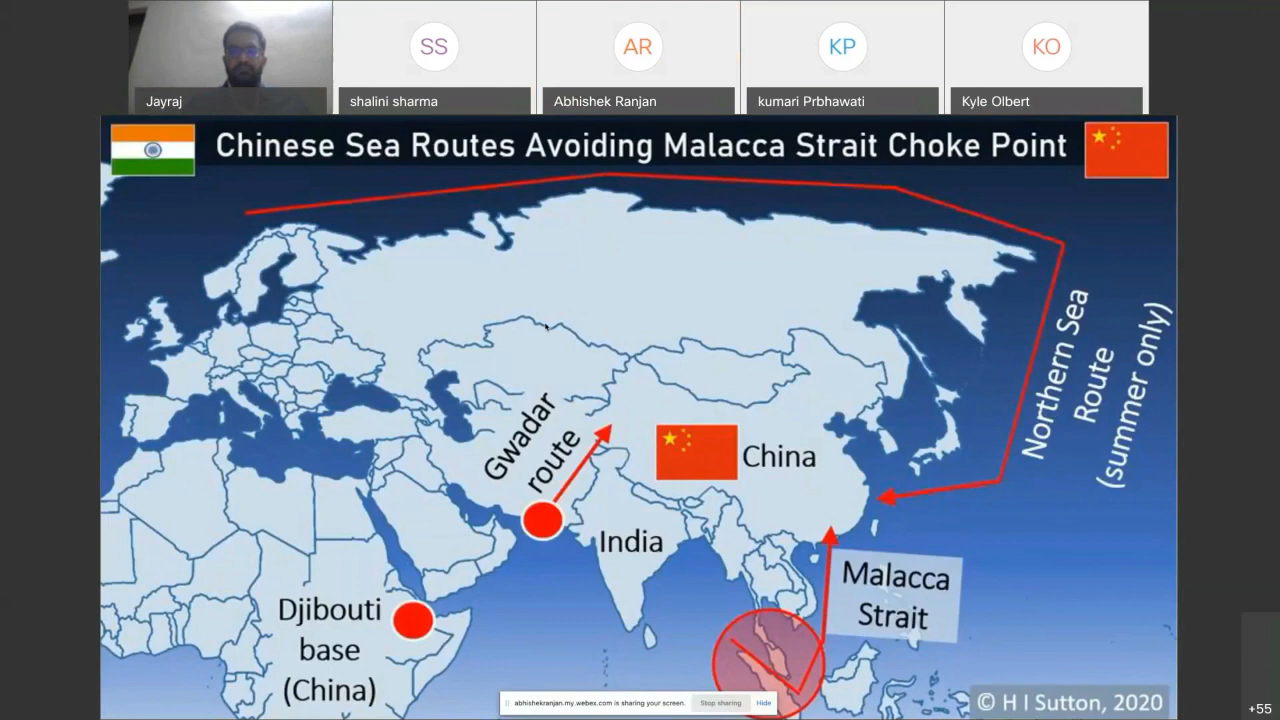 SS
AR
KP
KO
Jayraj
shalini sharma
Abhishek Ranjan
kumari Prbhawati
Kyle Olbert
Chinese Sea Routes Avoiding Malacca Strait Choke Point
Northern Sea
Route
(summer only)
Gwadar
route
China
India
Malacca
Strait
Djibouti
base
(China)
abhishekranjan.my.webex.com is sharing your screen.
Stop sharing
Hide
© H I Sutton, 2020
+55